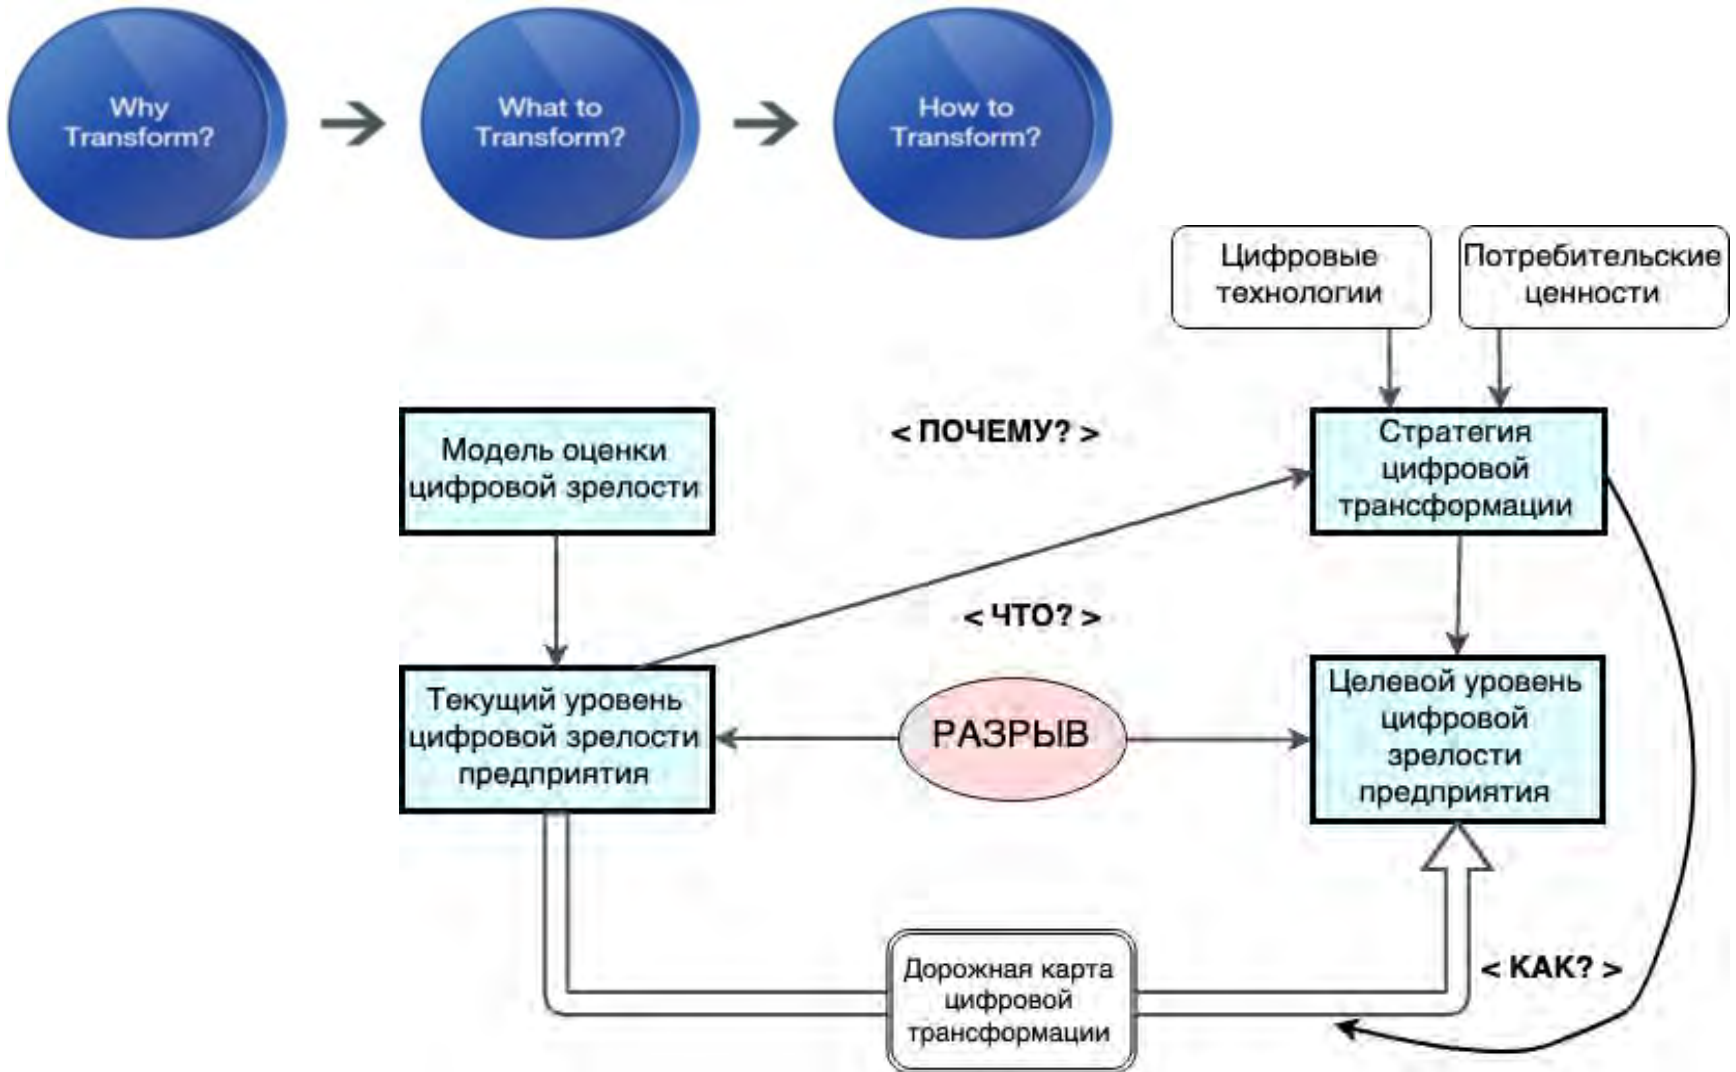 Why
Transform?
What to
Transform?
How to
Transform?
Цифровые
технологии
Потребительские
ценности
< ПОЧЕМУ? >
Модель оценки
цифровой зрелости
Стратегия
цифровой
трансформации
< ЧТО? >
Текущий уровень
цифровой зрелости
предприятия
РАЗРЫВ
Целевой уровень
цифровой
зрелости
предприятия
Дорожная карта
цифровой
трансформации
< КАК? >